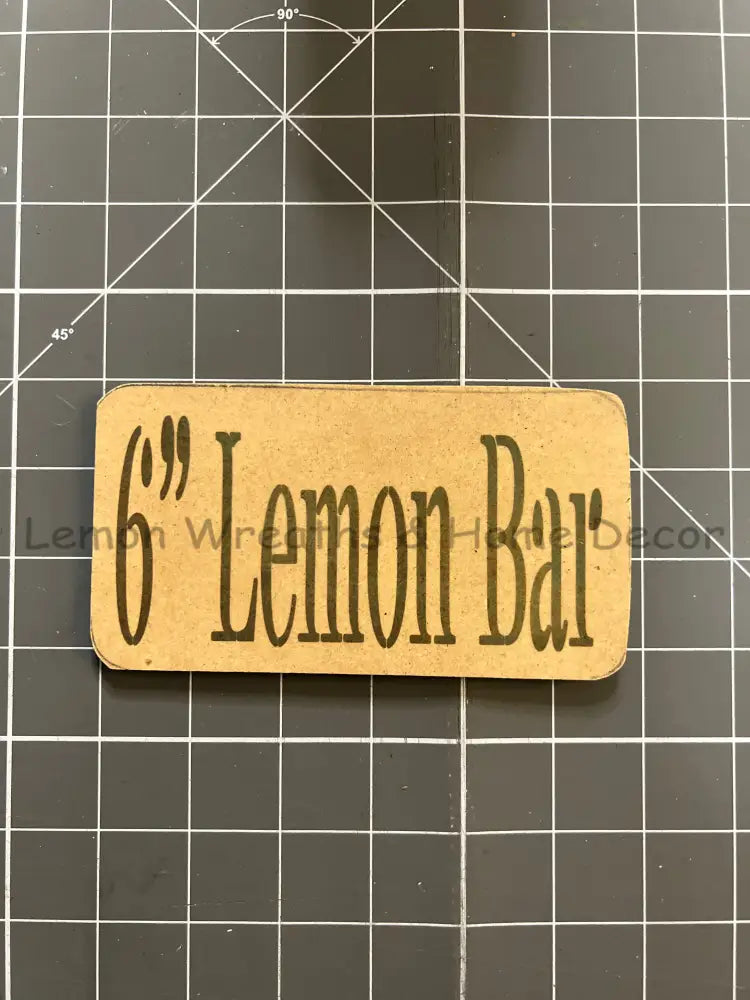 90°
45°
6” Lemon Bar
Lemon Wreaths & Home Decor